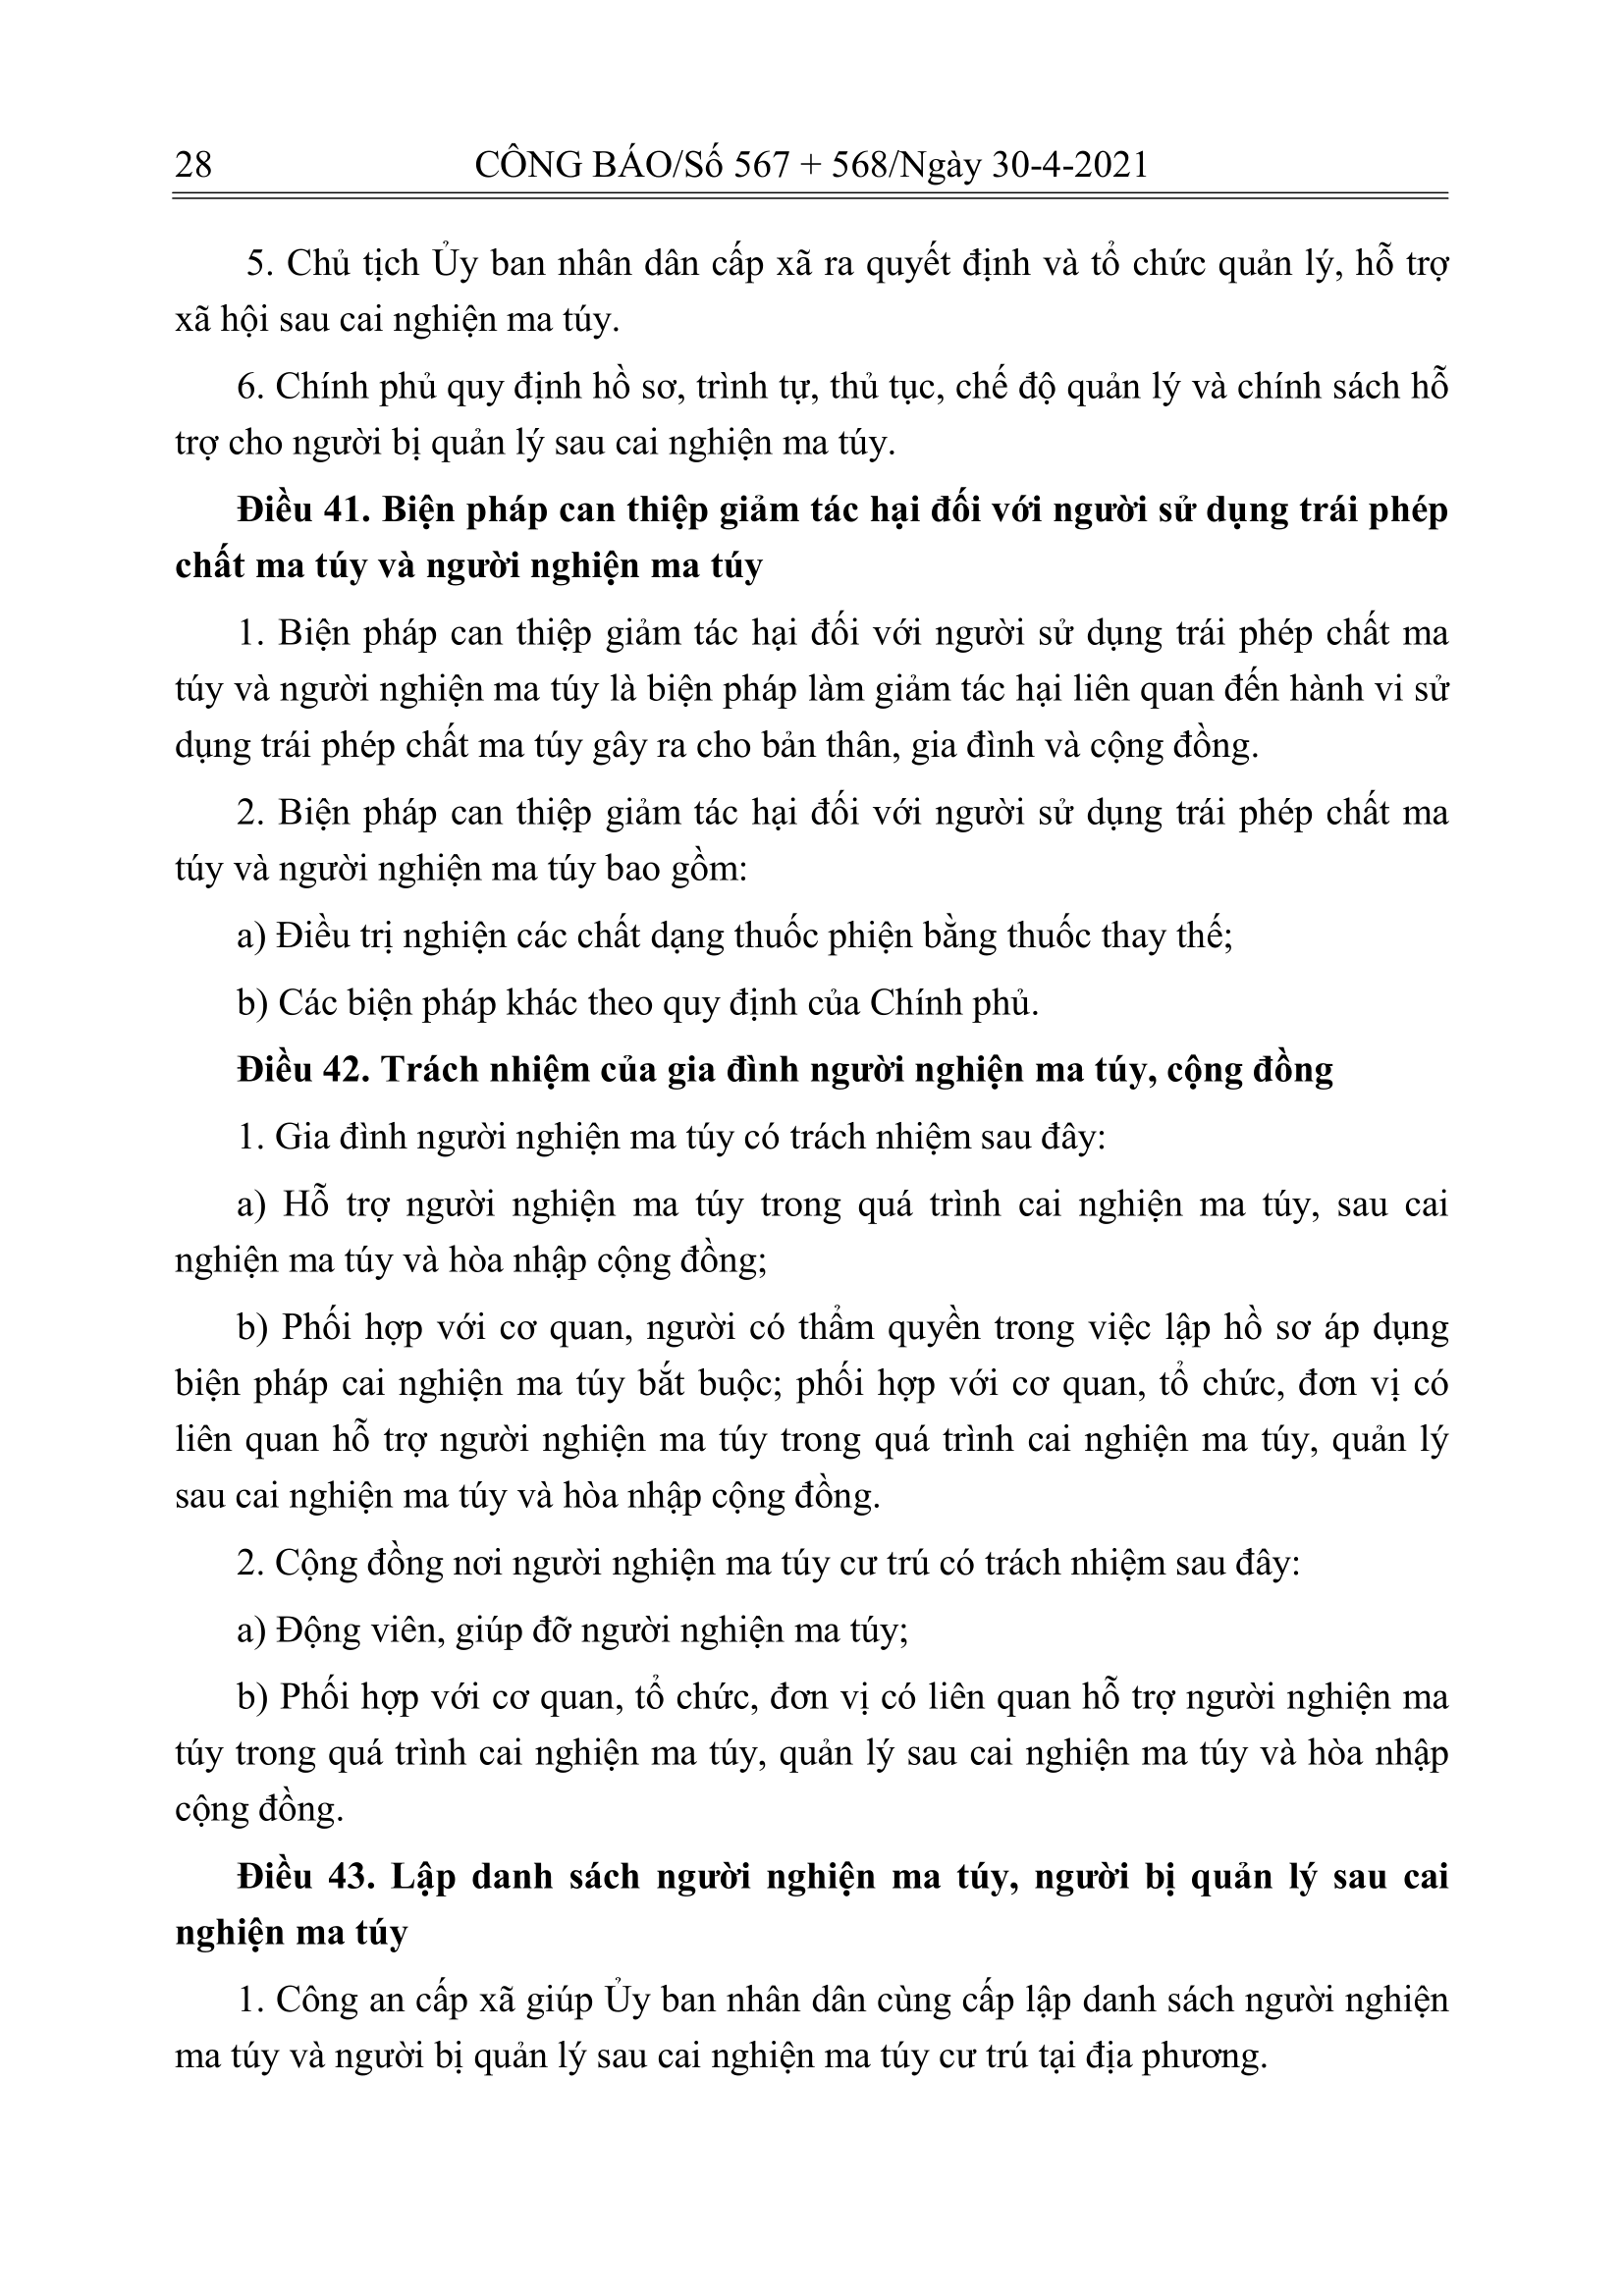 28 CÔNG BÁO/Số 567 + 568/Ngày 30-4-2021
5. Chủ tịch Ủy ban nhân dân cấp xã ra quyết định và tổ chức quản lý, hỗ trợ
xã hội sau cai nghiện ma túy.
6. Chính phủ quy định hồ sơ, trình tự, thủ tục, chế độ quản lý và chính sách hỗ
trợ cho người bị quản lý sau cai nghiện ma túy.
Điều 41. Biện pháp can thiệp giảm tác hại đối với người sử dụng trái phép
chất ma túy và người nghiện ma túy
1. Biện pháp can thiệp giảm tác hại đối với người sử dụng trái phép chất ma
túy và người nghiện ma túy là biện pháp làm giảm tác hại liên quan đến hành vi sử
dụng trái phép chất ma túy gây ra cho bản thân, gia đình và cộng đồng.
2. Biện pháp can thiệp giảm tác hại đối với người sử dụng trái phép chất ma
túy và người nghiện ma túy bao gồm:
a) Điều trị nghiện các chất dạng thuốc phiện bằng thuốc thay thế;
b) Các biện pháp khác theo quy định của Chính phủ.
Điều 42. Trách nhiệm của gia đình người nghiện ma túy, cộng đồng
1. Gia đình người nghiện ma túy có trách nhiệm sau đây:
a) Hỗ trợ người nghiện ma túy trong quá trình cai nghiện ma túy, sau cai
nghiện ma túy và hòa nhập cộng đồng;
b) Phối hợp với cơ quan, người có thẩm quyền trong việc lập hồ sơ áp dụng
biện pháp cai nghiện ma túy bắt buộc; phối hợp với cơ quan, tổ chức, đơn vị có
liên quan hỗ trợ người nghiện ma túy trong quá trình cai nghiện ma túy, quản lý
sau cai nghiện ma túy và hòa nhập cộng đồng.
2. Cộng đồng nơi người nghiện ma túy cư trú có trách nhiệm sau đây:
a) Động viên, giúp đỡ người nghiện ma túy;
b) Phối hợp với cơ quan, tổ chức, đơn vị có liên quan hỗ trợ người nghiện ma
túy trong quá trình cai nghiện ma túy, quản lý sau cai nghiện ma túy và hòa nhập
cộng đồng.
Điều 43. Lập danh sách người nghiện ma túy, người bị quản lý sau cai
nghiện ma túy
1. Công an cấp xã giúp Ủy ban nhân dân cùng cấp lập danh sách người nghiện
ma túy và người bị quản lý sau cai nghiện ma túy cư trú tại địa phương.